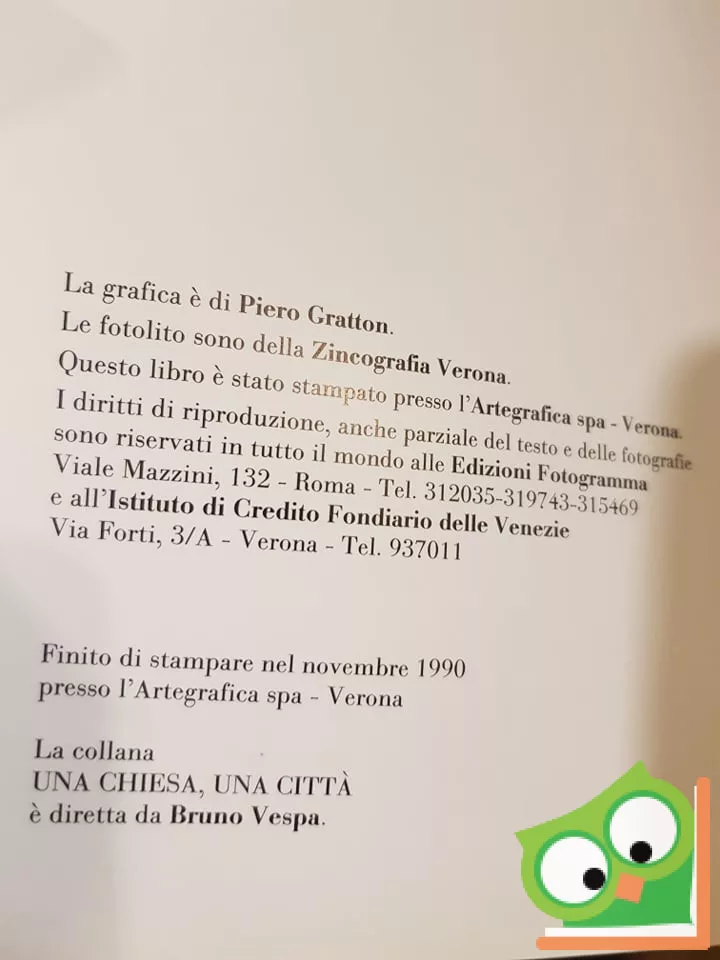 La grafica è di Piero Gratton.
Le fotolito sono della Zincografia Verona.
Questo libro è stato stampato presso l'Artegrafica spa - Verona.
I diritti di riproduzione, anche parziale del testo e delle fotografie
sono riservati in tutto il mondo alle Edizioni Fotogramma
Viale Mazzini, 132 - Roma - Tel. 312035-319743-315469
e all'Istituto di Credito Fondiario delle Venezie
Via Forti, 3/A - Verona - Tel. 937011
Finito di stampare nel novembre 1990
presso l'Artegrafica spa - Verona
La collana
UNA CHIESA, UNA CITTÀ
è diretta da Bruno Vespa.